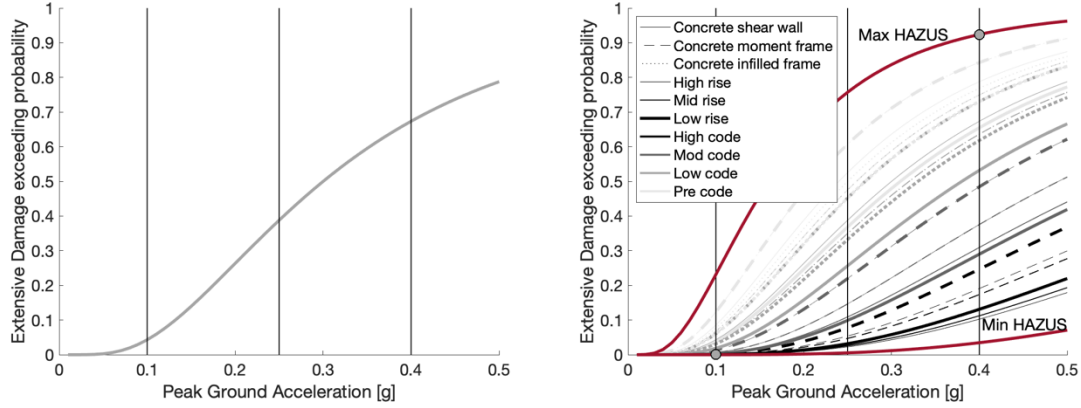 Extensive Damage exceeding probability
1
0.9
0.8
0.7
0.6
0.5
0.4
0.3
0.2
0.1
0
0
0.1
0.2
0.3
0.4
0.5
Peak Ground Acceleration [g]
Extensive Damage exceeding probability
1
0.9
0.8
0.7
0.6
0.5
0.4
0.3
0.2
0.1
0
Concrete shear wall
Concrete moment frame
Concrete infilled frame
High rise
Mid rise
Low rise
High code
Mod code
Low code
Pre code
Max HAZUS
Min HAZUS
0
0.1
0.2
0.3
0.4
0.5
Peak Ground Acceleration [g]